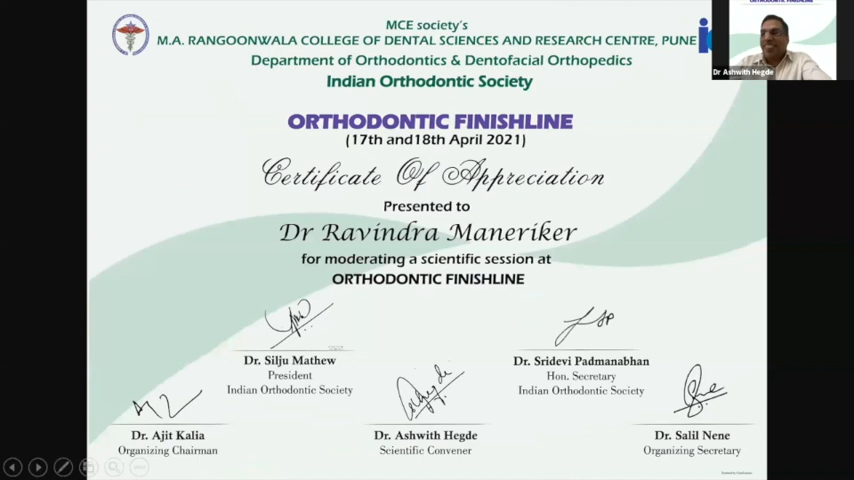 MCE society's
M.A. RANGOONWALA COLLEGE OF DENTAL SCIENCES AND RESEARCH CENTRE, PUNE
Department of Orthodontics & Dentofacial Orthopedics
Indian Orthodontic Society
ORTHODONTIC FINISHLINE
Dr Ashwith Hegde
ORTHODONTIC FINISHLINE
(17th and18th April 2021)
Certificate Of Appreciation
Presented to
Dr Ravindra Maneriker
for moderating a scientific session at
ORTHODONTIC FINISHLINE
Dr. Silju Mathew
President
Indian Orthodontic Society
Dr. Sridevi Padmanabhan
Hon. Secretary
Indian Orthodontic Society
Dr. Ajit Kalia
Organizing Chairman
Dr. Ashwith Hegde
Scientific Convener
Dr. Salil Nene
Organizing Secretary